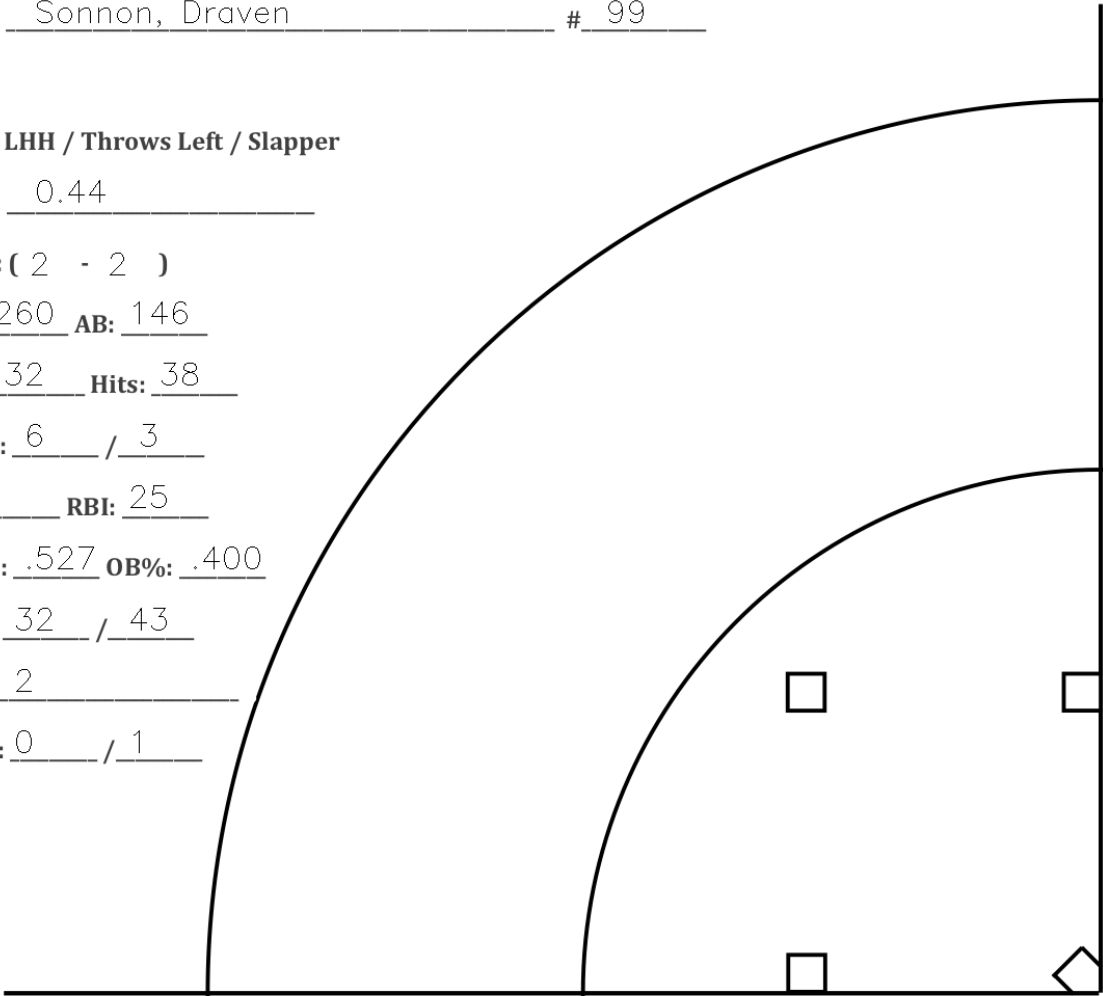 Sonnon, Draven # 99
LHH / Throws Left / Slapper
0.44
: ( 2 - 2 )
260 AB: 146
32 Hits: 38
: 6 / 3
RBI: 25
: .527 OB%: .400
32 / 43
2
: 0 / 1